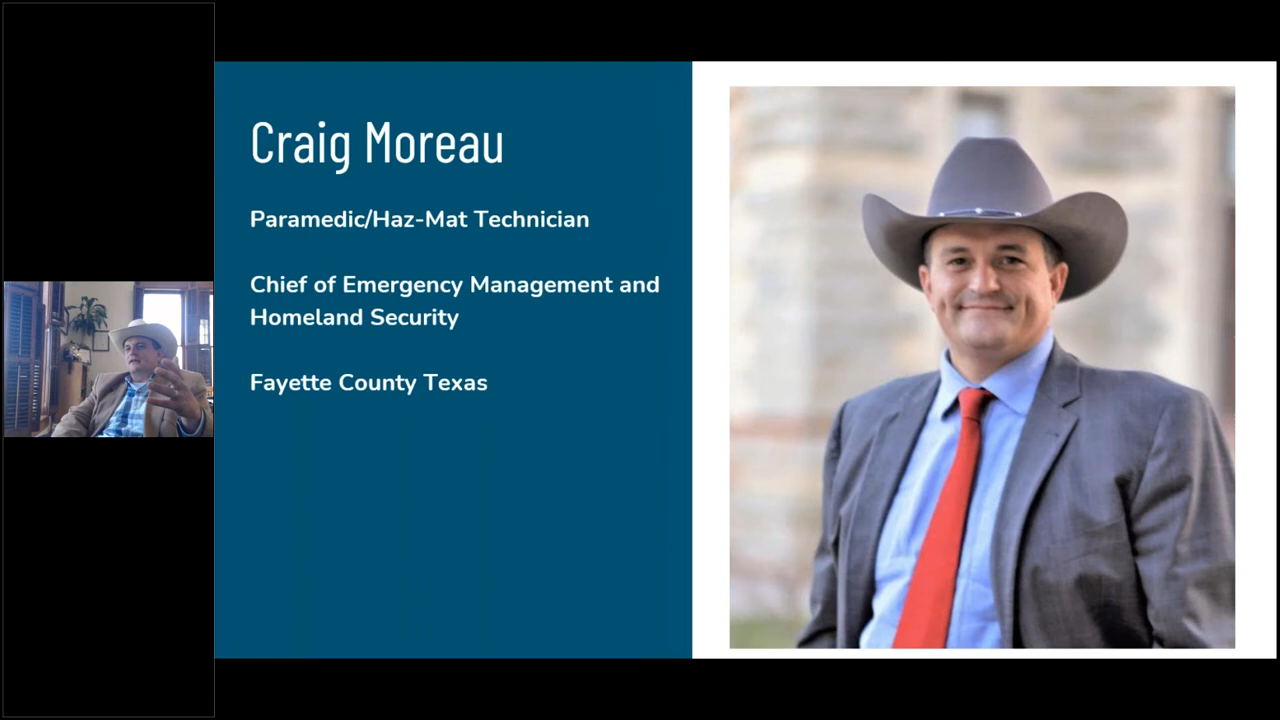 Craig Moreau
Paramedic/Haz-Mat Technician
Chief of Emergency Management and
Homeland Security
Fayette County Texas